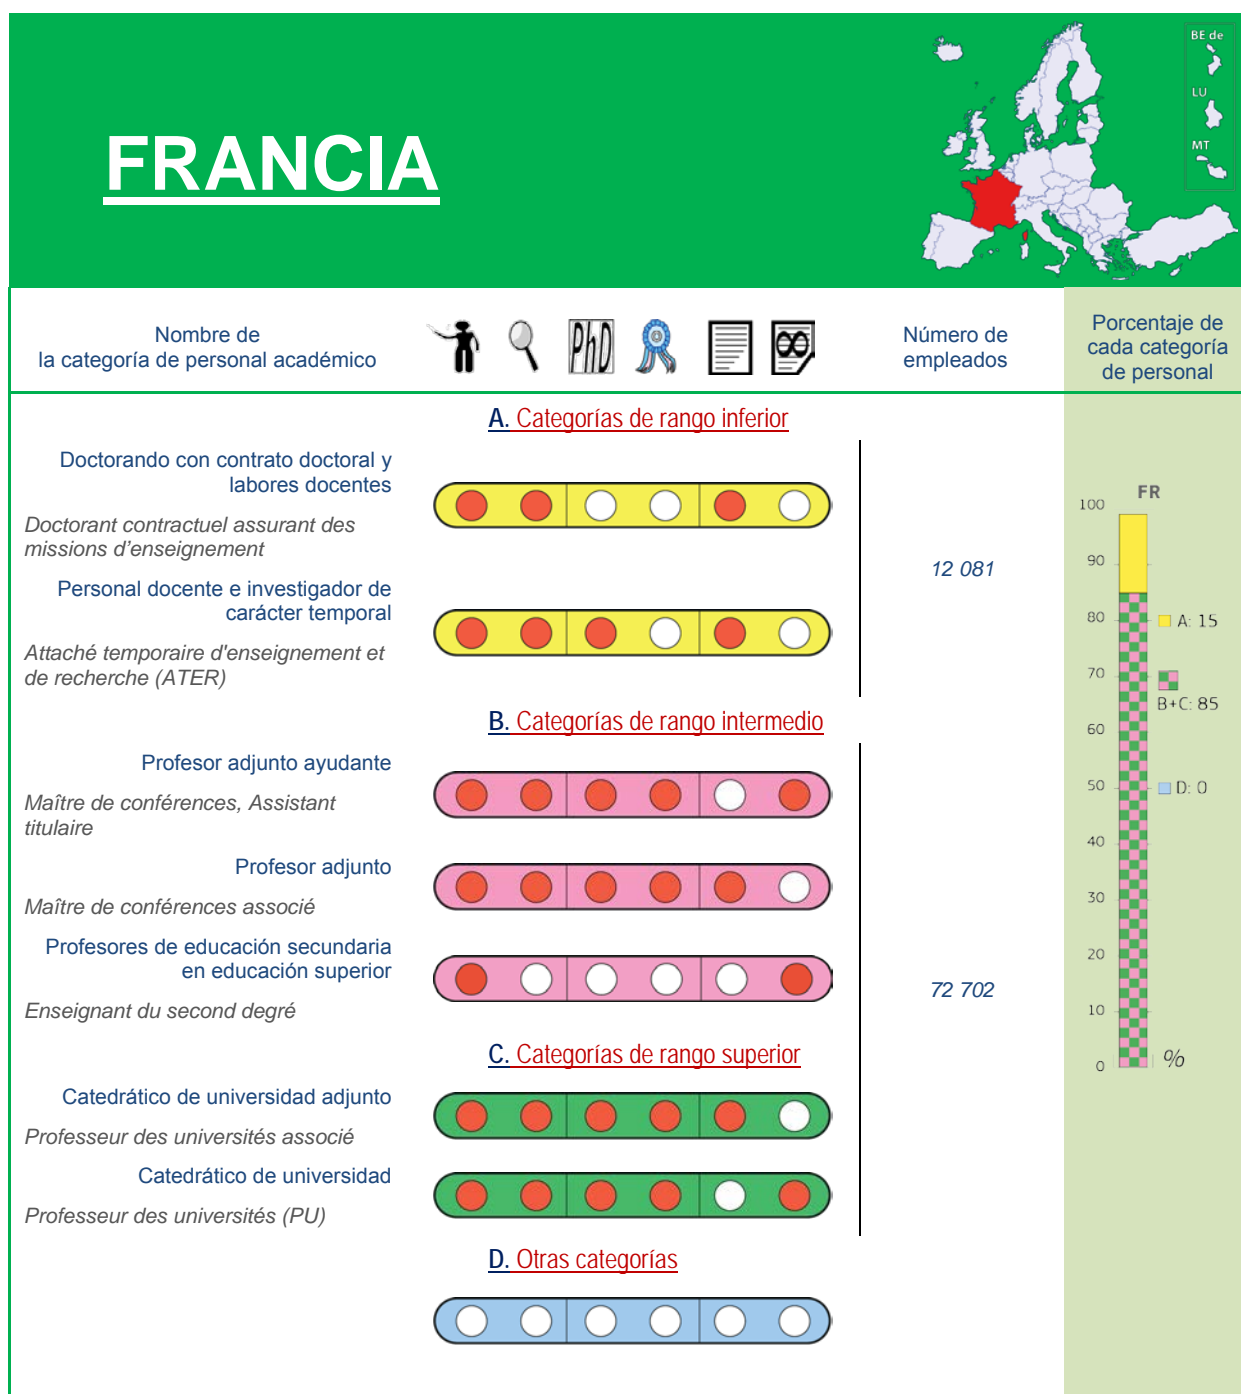 BE de
LU
MT
FRANCIA
Nombre de
la categoría de personal académico
PhD
Número de
empleados
Porcentaje de
cada categoría
de personal
A. Categorías de rango inferior
Doctorando con contrato doctoral y
labores docentes
Doctorant contractuel assurant des
missions d'enseignement
Personal docente e investigador de
carácter temporal
Attaché temporaire d'enseignement et
de recherche (ATER)
12 081
B. Categorías de rango intermedio
Profesor adjunto ayudante
Maître de conférences, Assistant
titulaire
Profesor adjunto
Maître de conférences associé
Profesores de educación secundaria
en educación superior
Enseignant du second degré
72 702
C. Categorías de rango superior
Catedrático de universidad adjunto
Professeur des universités associé
Catedrático de universidad
Professeur des universités (PU)
D. Otras categorías
FR
100
90
80
70
60
50
40
30
20
10
0
%
A: 15
B+C: 85
D: 0